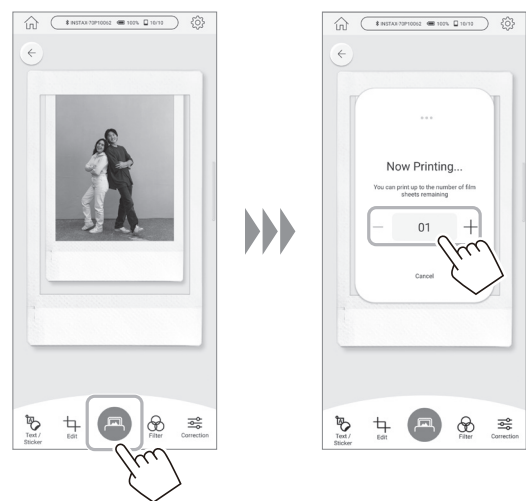 INSTAX-70P10062 100% 10/10
Text /
Sticker
Edit
Filter
Correction
INSTAX-70P10062 100% 10/10
Now Printing...
You can print up to the number of film
sheets remaining
01
Cancel
Text /
Sticker
Edit
Filter
Correction